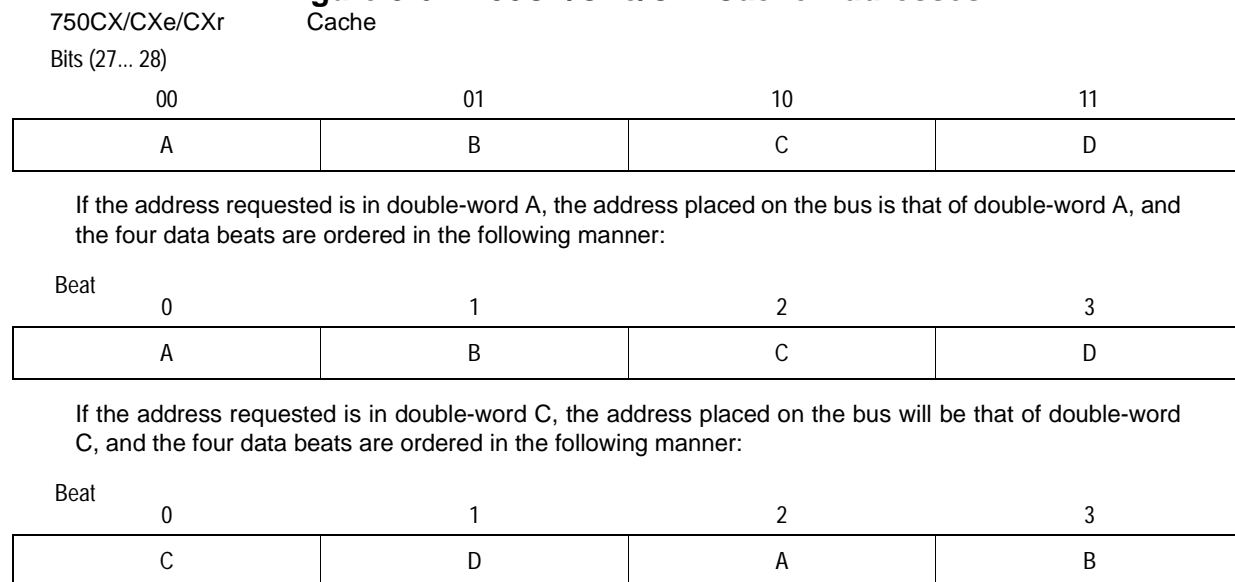 750CX/CXe/CXr Cache
Bits (27... 28)
00 01 10 11
A B C D
If the address requested is in double-word A, the address placed on the bus is that of double-word A, and
the four data beats are ordered in the following manner:
Beat
0 1 2 3
A B C D
If the address requested is in double-word C, the address placed on the bus will be that of double-word
C, and the four data beats are ordered in the following manner:
Beat
0 1 2 3
C D A B